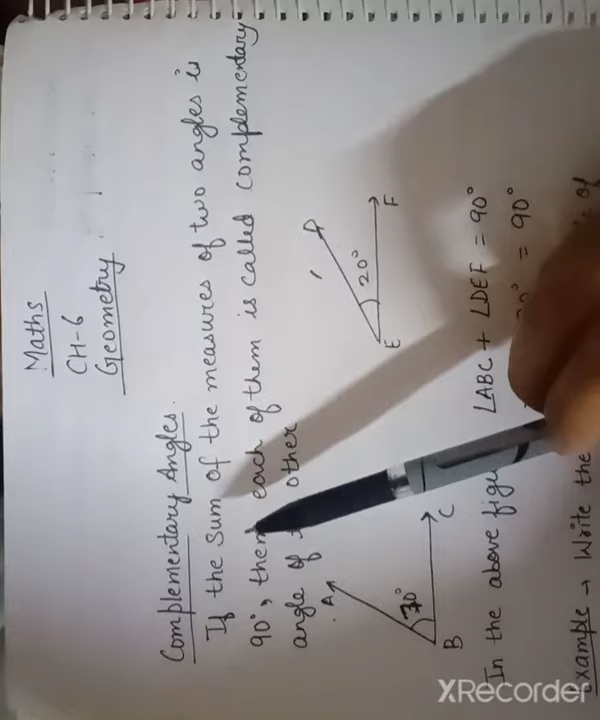 Maths
CH-6
Geometry
Complementary Angles.
If the sum of the measures of two angles is
90°, then each of them is called complementary
angle of other
A
70°
B
C
D
20°
E
F
In the above ∠ABC + ∠DEF = 90°
= 90°
Example → Write the of
XRecorder